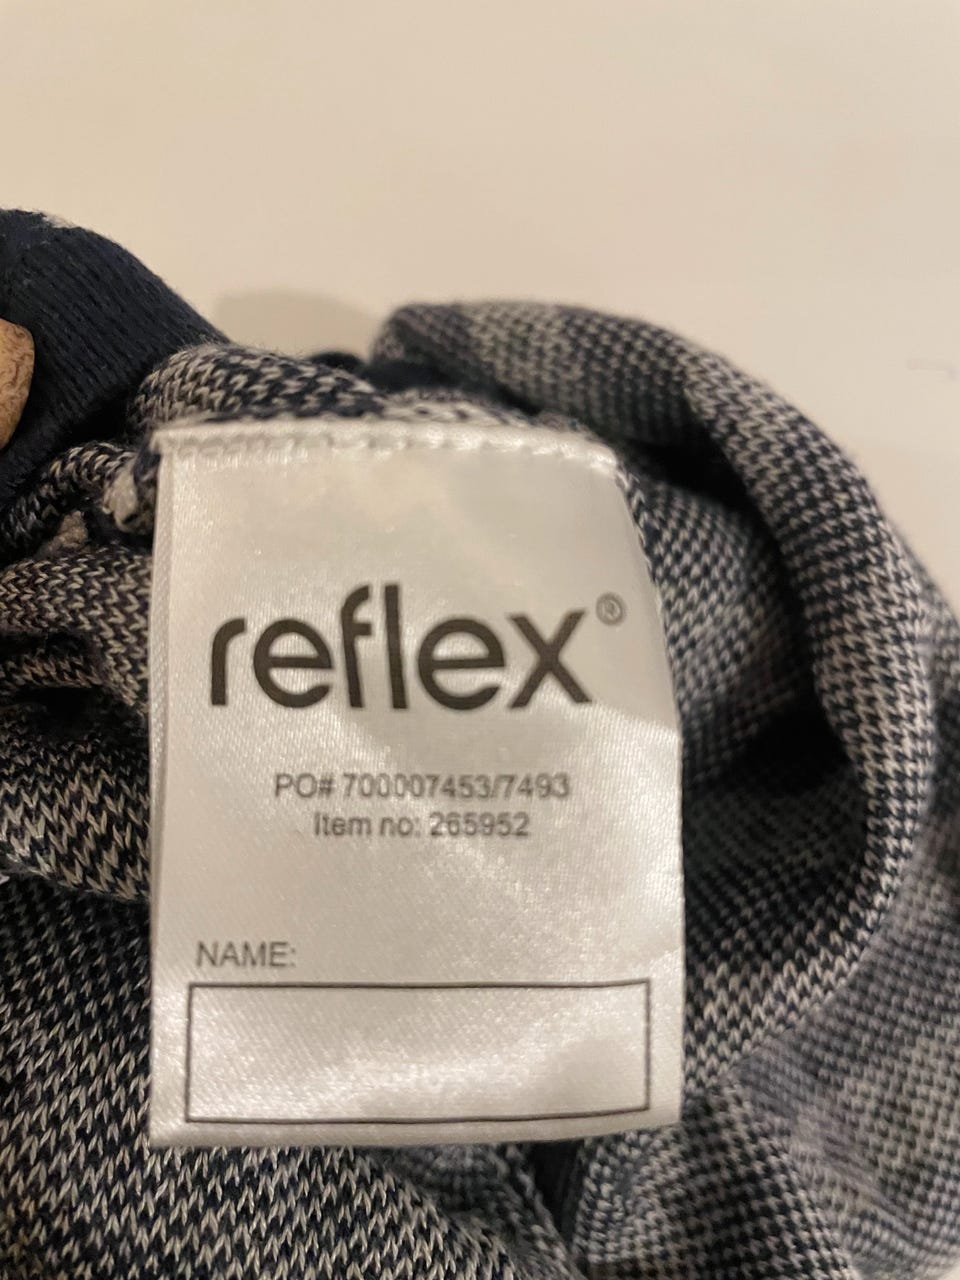 reflex®
PO# 700007453/7493
Item no: 265952
NAME: